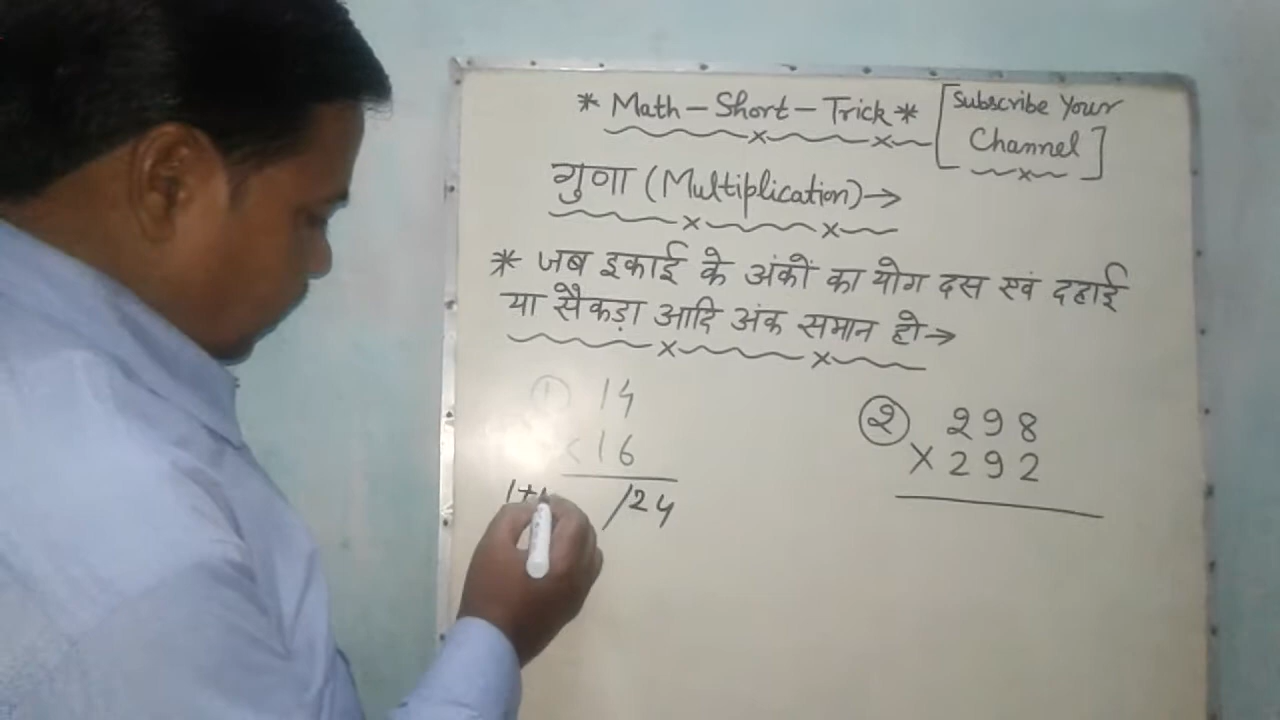 * Math - Short - Trick *
[Subscribe Your Channel]
गुणा (Multiplication) →
* जब इकाई के अंकों का योग दस एवं दहाई
या सैकड़ा आदि अंक समान हो →
① 14
× 16
/24
② 298
× 292